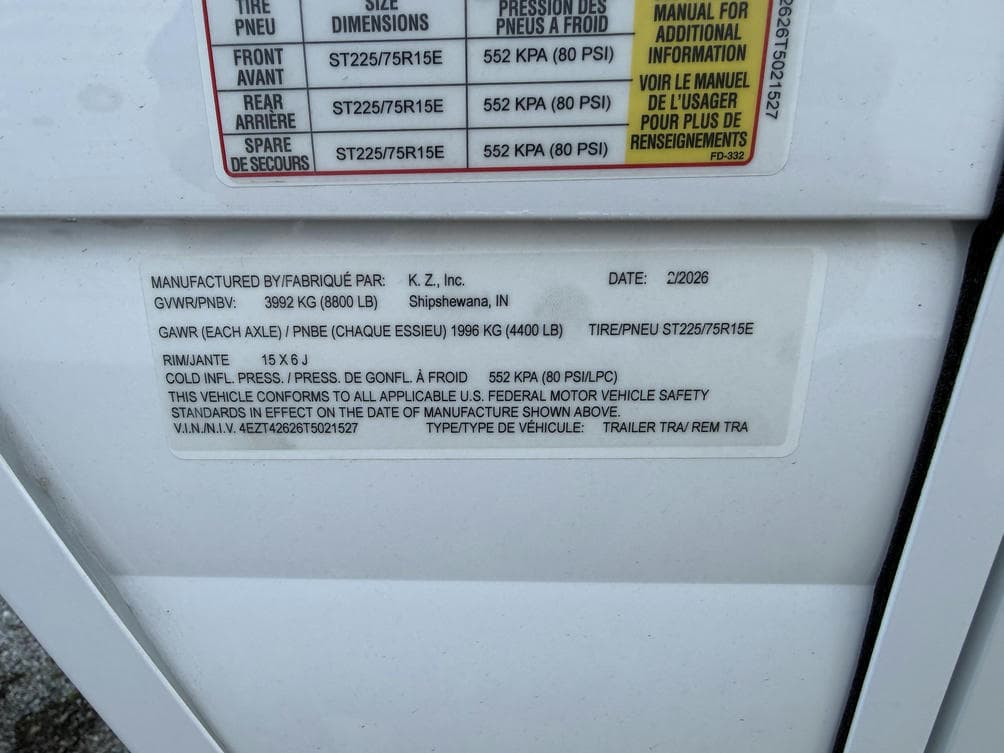 TIRE
PNEU
SIZE
DIMENSIONS
PRESSION DES
PNEUS A FROID
MANUAL FOR
ADDITIONAL
INFORMATION
FRONT
AVANT
ST225/75R15E
552 KPA (80 PSI)
REAR
ARRIÈRE
ST225/75R15E
552 KPA (80 PSI)
SPARE
DE SECOURS
ST225/75R15E
552 KPA (80 PSI)
VOIR LE MANUEL
DE L'USAGER
POUR PLUS DE
RENSEIGNEMENTS
FD-332
2626T5021527
MANUFACTURED BY/FABRIQUÉ PAR: K. Z., Inc. DATE: 2/2026
GVWR/PNBV: 3992 KG (8800 LB) Shipshewana, IN
GAWR (EACH AXLE) / PNBE (CHAQUE ESSIEU) 1996 KG (4400 LB) TIRE/PNEU ST225/75R15E
RIM/JANTE 15 X 6 J
COLD INFL. PRESS. / PRESS. DE GONFL. À FROID 552 KPA (80 PSI/LPC)
THIS VEHICLE CONFORMS TO ALL APPLICABLE U.S. FEDERAL MOTOR VEHICLE SAFETY
STANDARDS IN EFFECT ON THE DATE OF MANUFACTURE SHOWN ABOVE.
V.I.N./N.I.V. 4EZT42626T5021527 TYPE/TYPE DE VÉHICULE: TRAILER TRA/ REM TRA